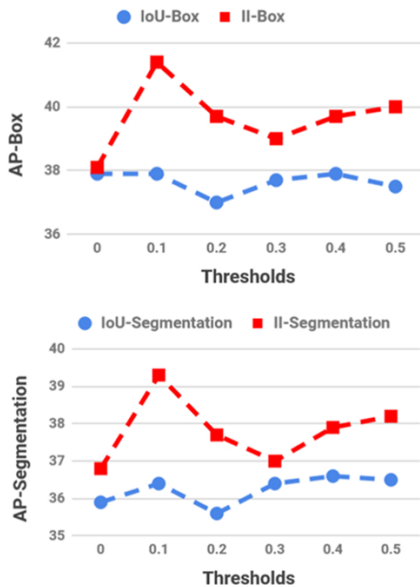 IoU-Box II-Box
42
40
38
36
AP-Box
0 0.1 0.2 0.3 0.4 0.5
Thresholds
IoU-Segmentation II-Segmentation
40
39
38
37
36
35
AP-Segmentation
0 0.1 0.2 0.3 0.4 0.5
Thresholds